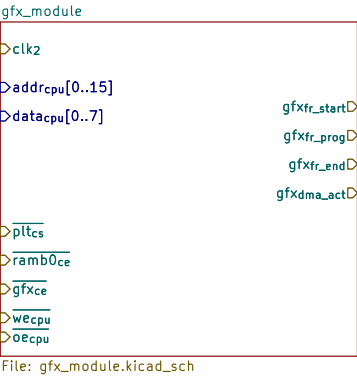 gfx_module
clk2
addrcpu[0..15]
datacpu[0..7]
gfxfr_start
gfxfr_prog
gfxfr_end
gfxdma_act
pltcs
ramb0ce
gfxce
wecpu
oecpu
File: gfx_module.kicad_sch